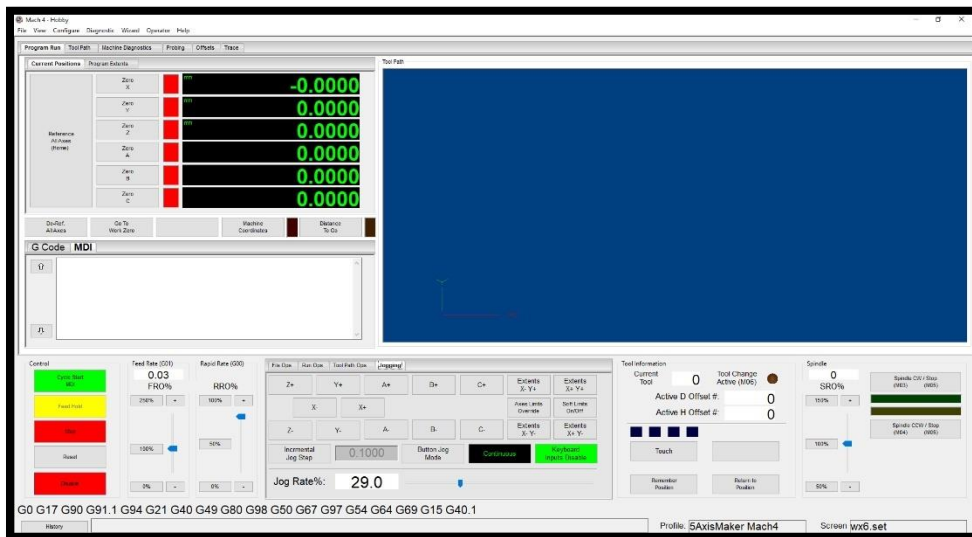 Mach 4 - Hobby
File View Configure Diagnostic Wizard Operator Help
Program Run Tool Path Machine Diagnostics Probing Offsets Trace
Current Positions Program Extents
Tool Path
Reference
All Axes
(Home)
Zero
X
mm
-0.0000
Zero
Y
mm
0.0000
Zero
Z
mm
0.0000
Zero
A
0.0000
Zero
B
0.0000
Zero
C
0.0000
De-Ref.
All Axes
Go To
Work Zero
Machine
Coordinates
Distance
To Go
G Code MDI
Control
Cycle Start
MDI
Feed Hold
Stop
Reset
Disable
Feed Rate (G01)
0.03
FRO%
250% +
100%
0% -
Rapid Rate (G00)
RRO%
100% +
50%
0% -
File Ops Run Ops Tool Path Ops Jogging
Z+ Y+ A+ B+ C+
Extents
X- Y+
Extents
X+ Y+
X- X+
Axes Limits
Override
Soft Limits
On/Off
Z- Y- A- B- C-
Extents
X- Y-
Extents
X+ Y-
Incremental
Jog Step
0.1000
Button Jog
Mode
Continuous
Keyboard
Inputs Disable
Jog Rate%: 29.0
Tool Information
Current
Tool
0
Tool Change
Active (M06)
Active D Offset #: 0
Active H Offset #: 0
Touch
Remember
Position
Return to
Position
Spindle
0
SRO%
150% +
100%
50% -
Spindle CW / Stop
(M03) (M05)
Spindle CCW / Stop
(M04) (M05)
G0 G17 G90 G91.1 G94 G21 G40 G49 G80 G98 G50 G67 G97 G54 G64 G69 G15 G40.1
History
Profile: 5AxisMaker Mach4
Screen wx6.set